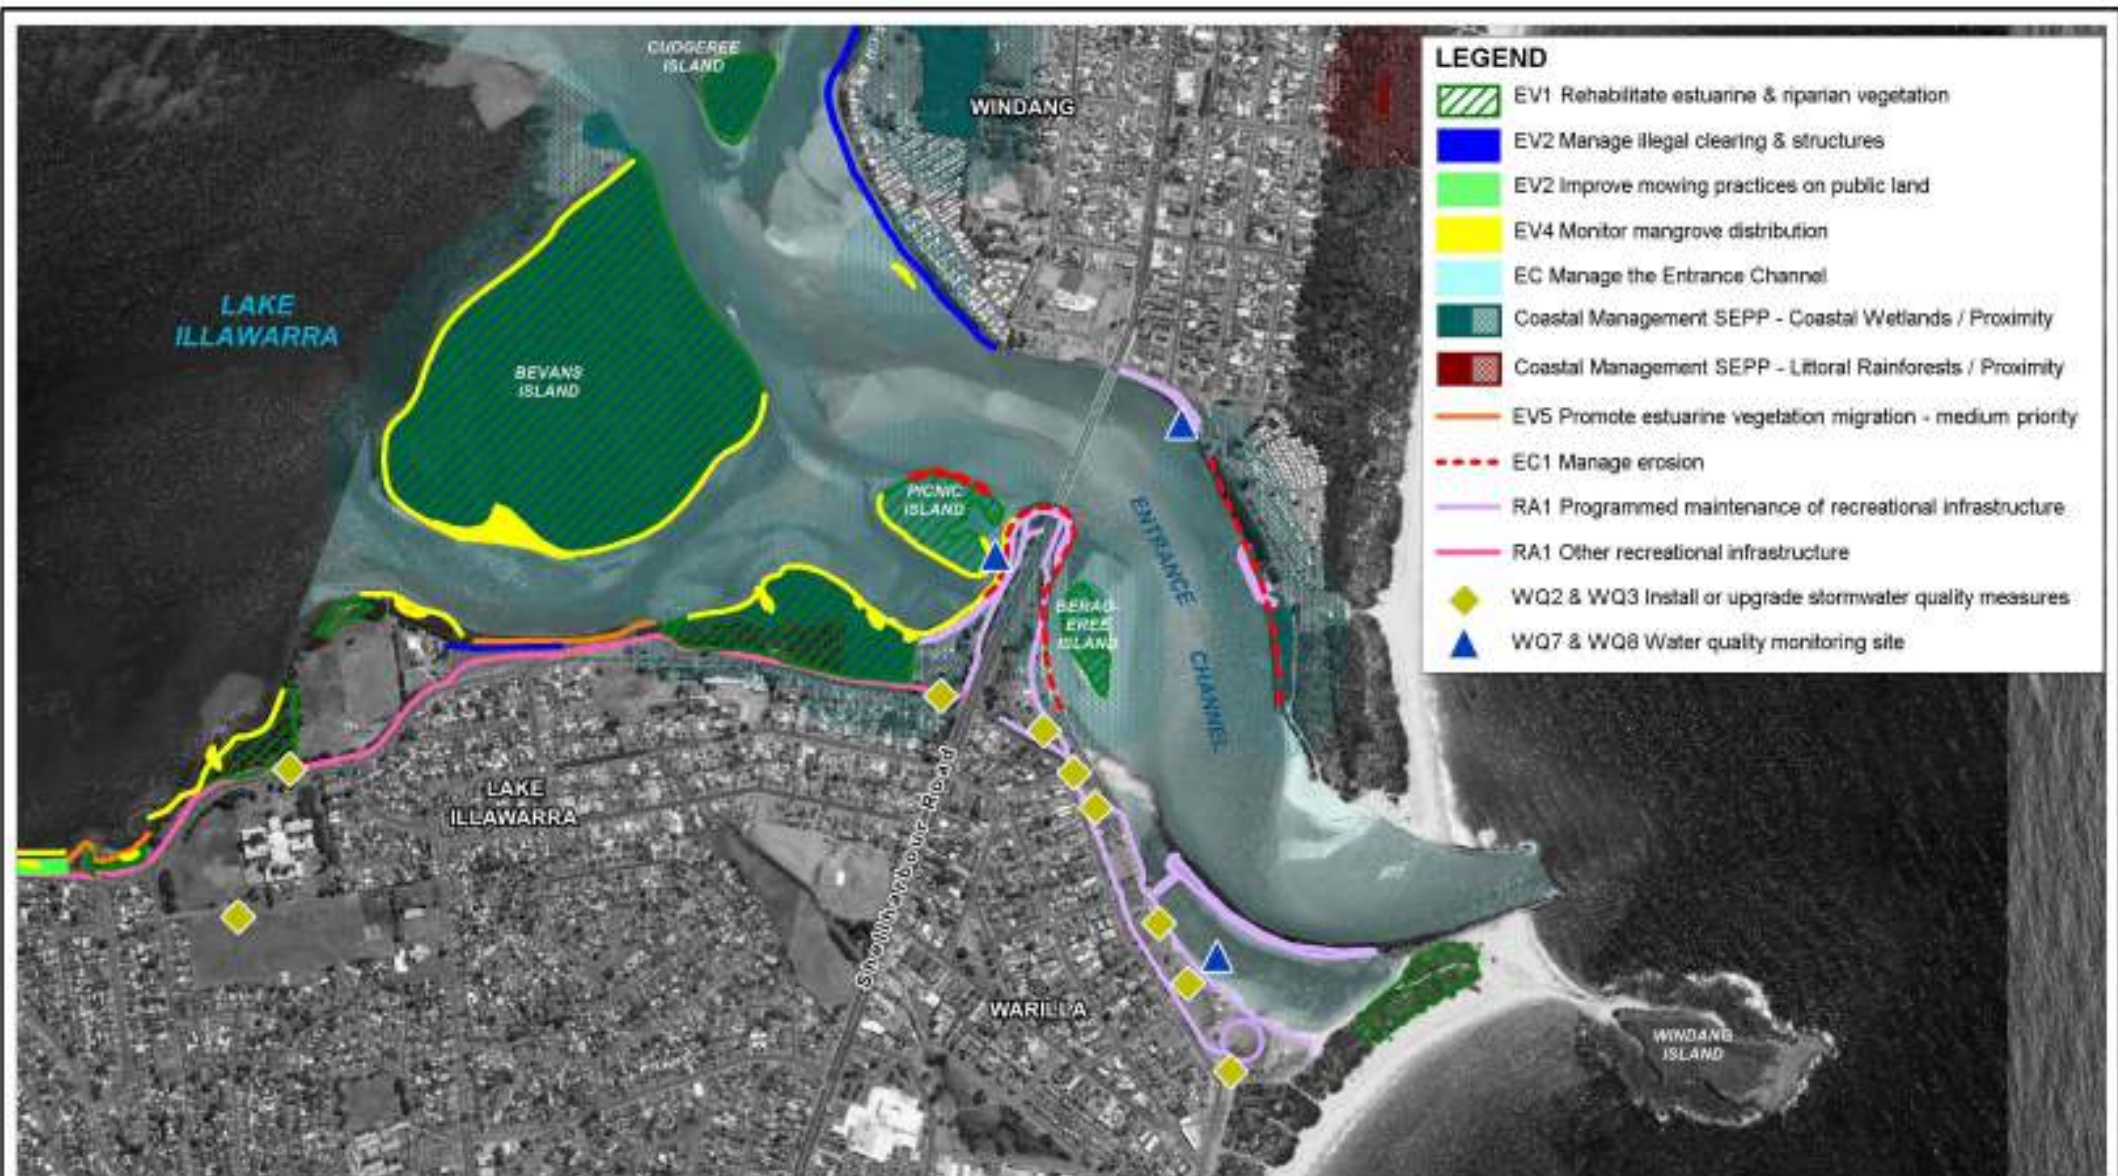 CUDGEREE
ISLAND
WINDANG
LAKE
ILLAWARRA
BEVANS
ISLAND
PICNIC
ISLAND
ENTRANCE
CHANNEL
BERAG-
EREE
ISLAND
LAKE
ILLAWARRA
Shellharbour Road
WARILLA
WINDANG
ISLAND
LEGEND
EV1 Rehabilitate estuarine & riparian vegetation
EV2 Manage illegal clearing & structures
EV2 Improve mowing practices on public land
EV4 Monitor mangrove distribution
EC Manage the Entrance Channel
Coastal Management SEPP - Coastal Wetlands / Proximity
Coastal Management SEPP - Littoral Rainforests / Proximity
EV5 Promote estuarine vegetation migration - medium priority
EC1 Manage erosion
RA1 Programmed maintenance of recreational infrastructure
RA1 Other recreational infrastructure
WQ2 & WQ3 Install or upgrade stormwater quality measures
WQ7 & WQ8 Water quality monitoring site